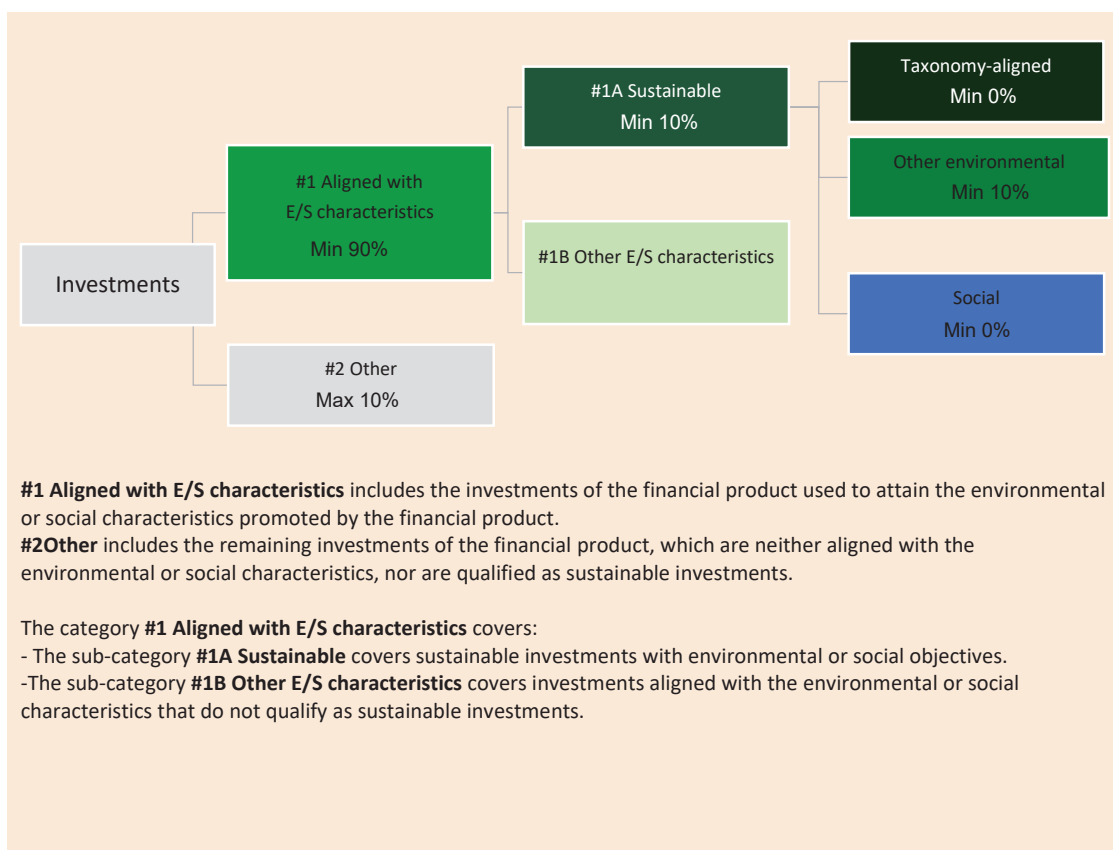 Investments
#1 Aligned with
E/S characteristics
Min 90%
#2 Other
Max 10%
#1A Sustainable
Min 10%
#1B Other E/S characteristics
Taxonomy-aligned
Min 0%
Other environmental
Min 10%
Social
Min 0%
#1 Aligned with E/S characteristics includes the investments of the financial product used to attain the environmental
or social characteristics promoted by the financial product.
#2Other includes the remaining investments of the financial product, which are neither aligned with the
environmental or social characteristics, nor are qualified as sustainable investments.
The category #1 Aligned with E/S characteristics covers:
- The sub-category #1A Sustainable covers sustainable investments with environmental or social objectives.
-The sub-category #1B Other E/S characteristics covers investments aligned with the environmental or social
characteristics that do not qualify as sustainable investments.